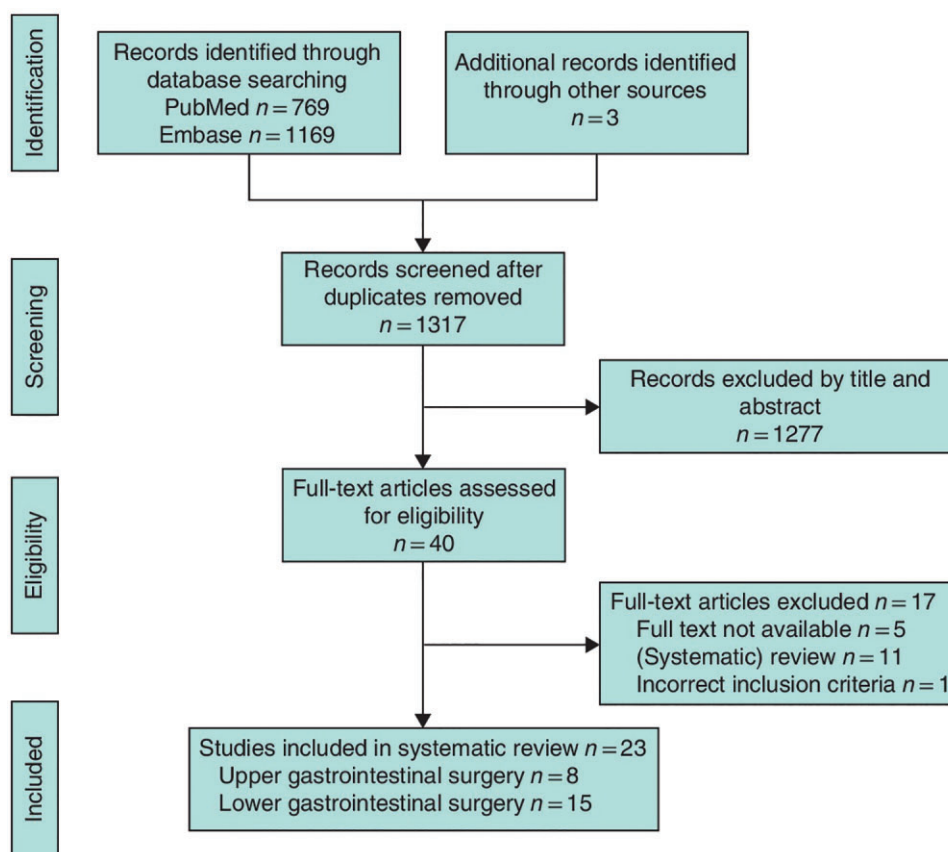 Identification
Records identified through
database searching
PubMed n = 769
Embase n = 1169
Additional records identified
through other sources
n = 3
Screening
Records screened after
duplicates removed
n = 1317
Records excluded by title and
abstract
n = 1277
Eligibility
Full-text articles assessed
for eligibility
n = 40
Full-text articles excluded n = 17
Full text not available n = 5
(Systematic) review n = 11
Incorrect inclusion criteria n = 1
Included
Studies included in systematic review n = 23
Upper gastrointestinal surgery n = 8
Lower gastrointestinal surgery n = 15